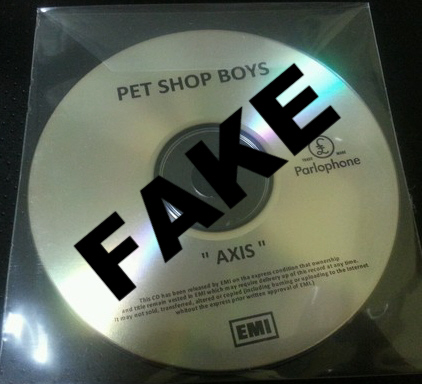 PET SHOP BOYS
FAKE
£
TRADE MARK
Parlophone
" AXIS "
This CD has been released by EMI on the express condition that ownership
and title remain vested in EMI which may require delivery up of this record at any time.
It may not sold, transferred, altered or copied (including burning or uploading to the Internet
without the express prior written approval of EMI.)
EMI